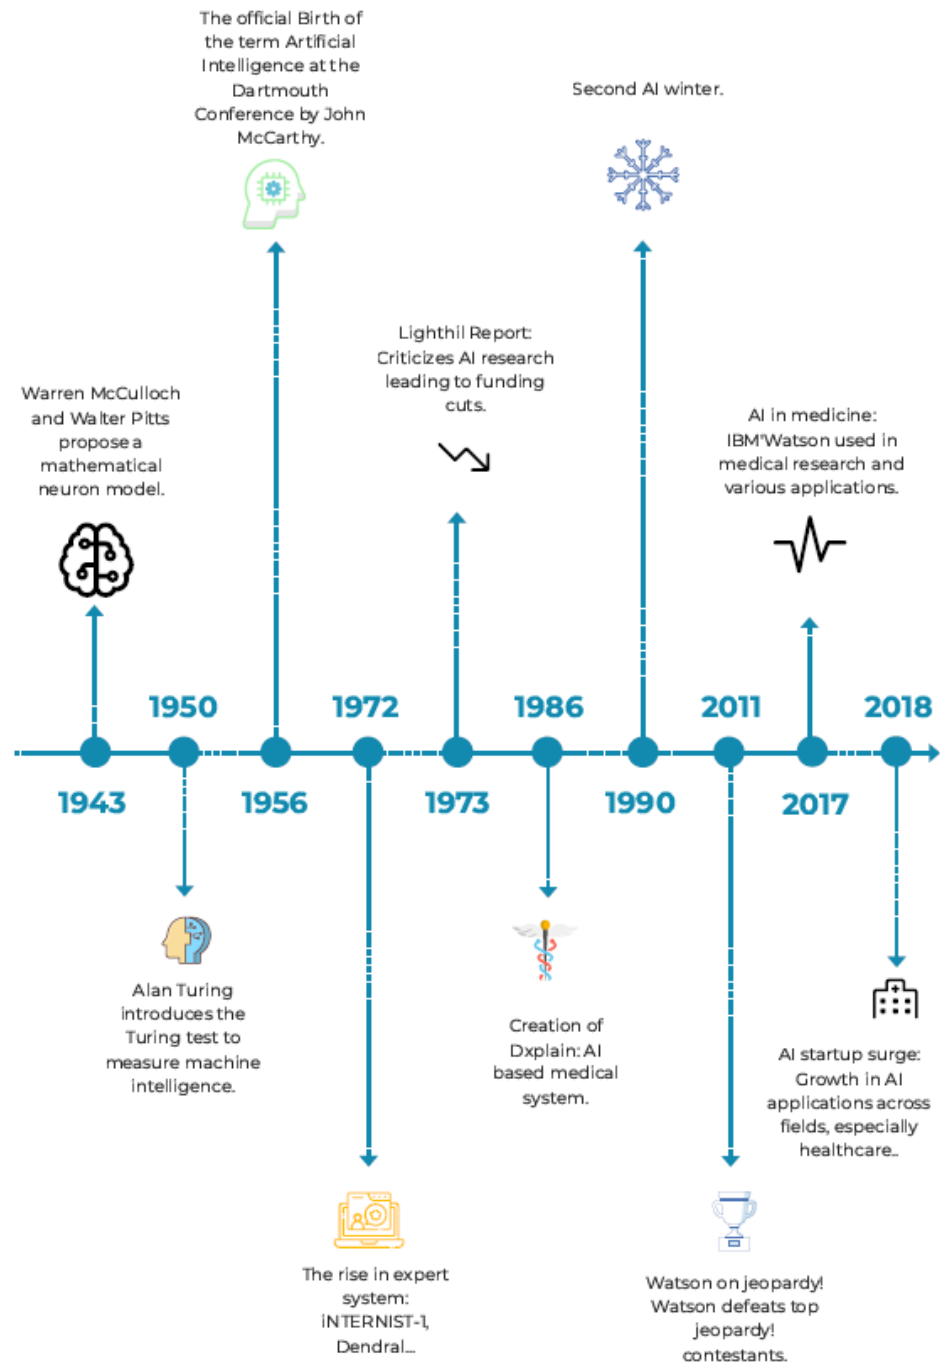 The official Birth of
the term Artificial
Intelligence at the
Dartmouth
Conference by John
McCarthy.
Second AI winter.
Lighthil Report:
Criticizes AI research
leading to funding
cuts.
Warren McCulloch
and Walter Pitts
propose a
mathematical
neuron model.
AI in medicine:
IBM'Watson used in
medical research and
various applications.
1950
1972
1986
2011
2018
1943
1956
1973
1990
2017
Alan Turing
introduces the
Turing test to
measure machine
intelligence.
Creation of
Dxplain: AI
based medical
system.
AI startup surge:
Growth in AI
applications across
fields, especially
healthcare...
The rise in expert
system:
iNTERNIST-1,
Dendral...
Watson on jeopardy!
Watson defeats top
jeopardy!
contestants.